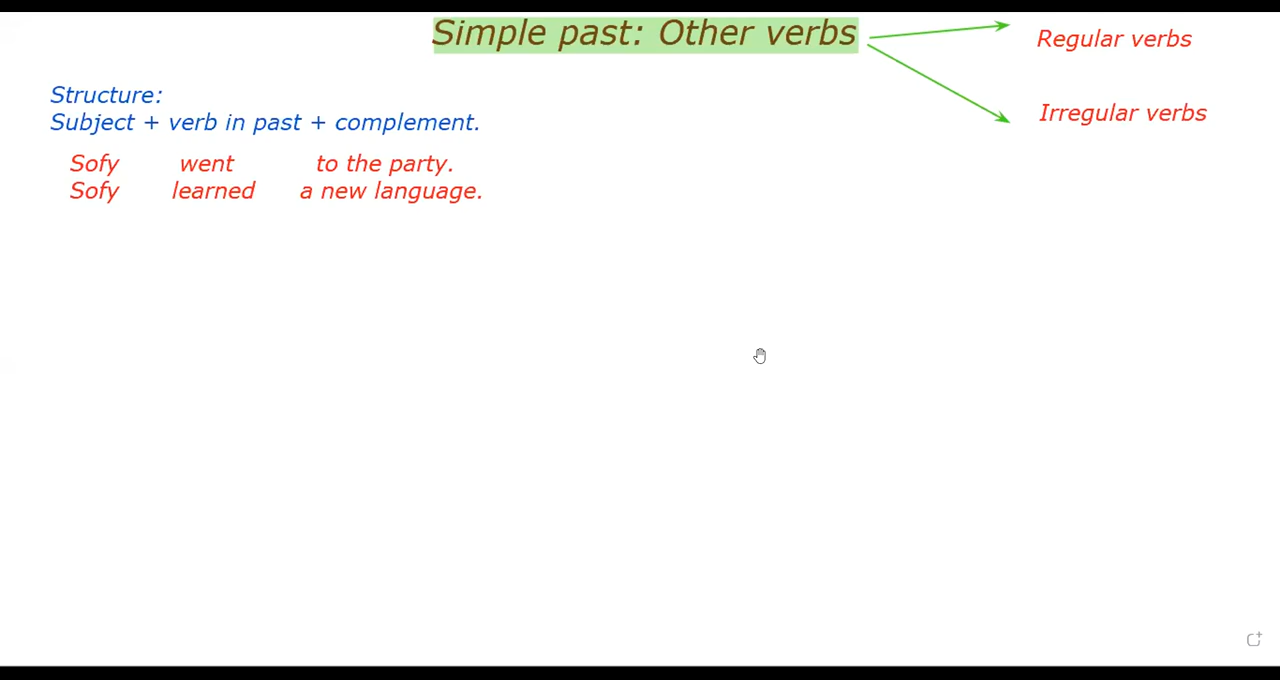 Simple past: Other verbs
Regular verbs
Irregular verbs
Structure:
Subject + verb in past + complement.
Sofy went to the party.
Sofy learned a new language.